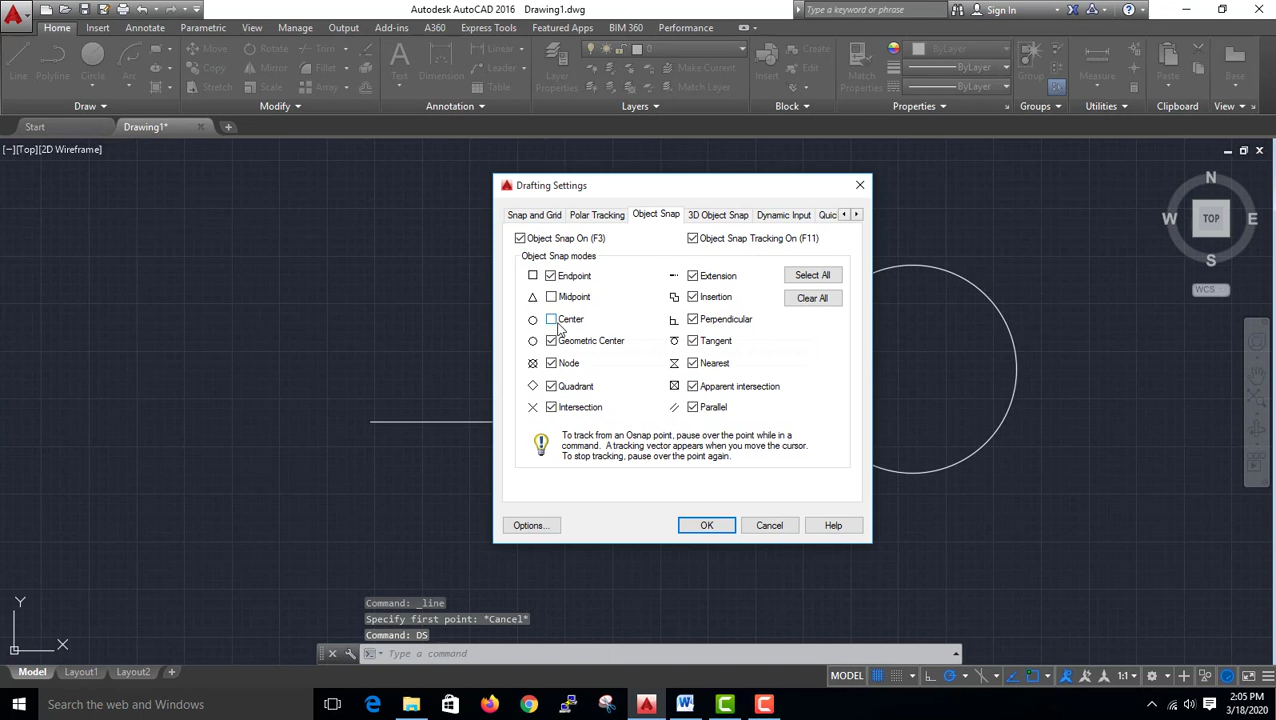 Autodesk AutoCAD 2016 Drawing1.dwg
Type a keyword or phrase
Sign In
Home Insert Annotate Parametric View Manage Output Add-ins A360 Express Tools Featured Apps BIM 360 Performance
Line Polyline Circle Arc
Move Rotate Trim
Copy Mirror Fillet
Stretch Scale Array
Text Dimension
Linear
Leader
Table
Layer Properties
0
Make Current
Match Layer
Insert
Create
Edit
Match Properties
ByLayer
ByLayer
ByLayer
Group
Measure
Paste
Base
Draw Modify Annotation Layers Block Properties Groups Utilities Clipboard View
Start Drawing1*
[−][Top][2D Wireframe]
N
W TOP E
S
WCS
Drafting Settings
Snap and Grid Polar Tracking Object Snap 3D Object Snap Dynamic Input Quic
Object Snap On (F3) Object Snap Tracking On (F11)
Object Snap modes
Endpoint Extension Select All
Midpoint Insertion Clear All
Center Perpendicular
Geometric Center Tangent
Node Nearest
Quadrant Apparent intersection
Intersection Parallel
To track from an Osnap point, pause over the point while in a
command. A tracking vector appears when you move the cursor.
To stop tracking, pause over the point again.
Options... OK Cancel Help
Y
X
Command: _line
Specify first point: *Cancel*
Command: DS
Type a command
Model Layout1 Layout2
MODEL 1:1
Search the web and Windows
2:05 PM
3/18/2020